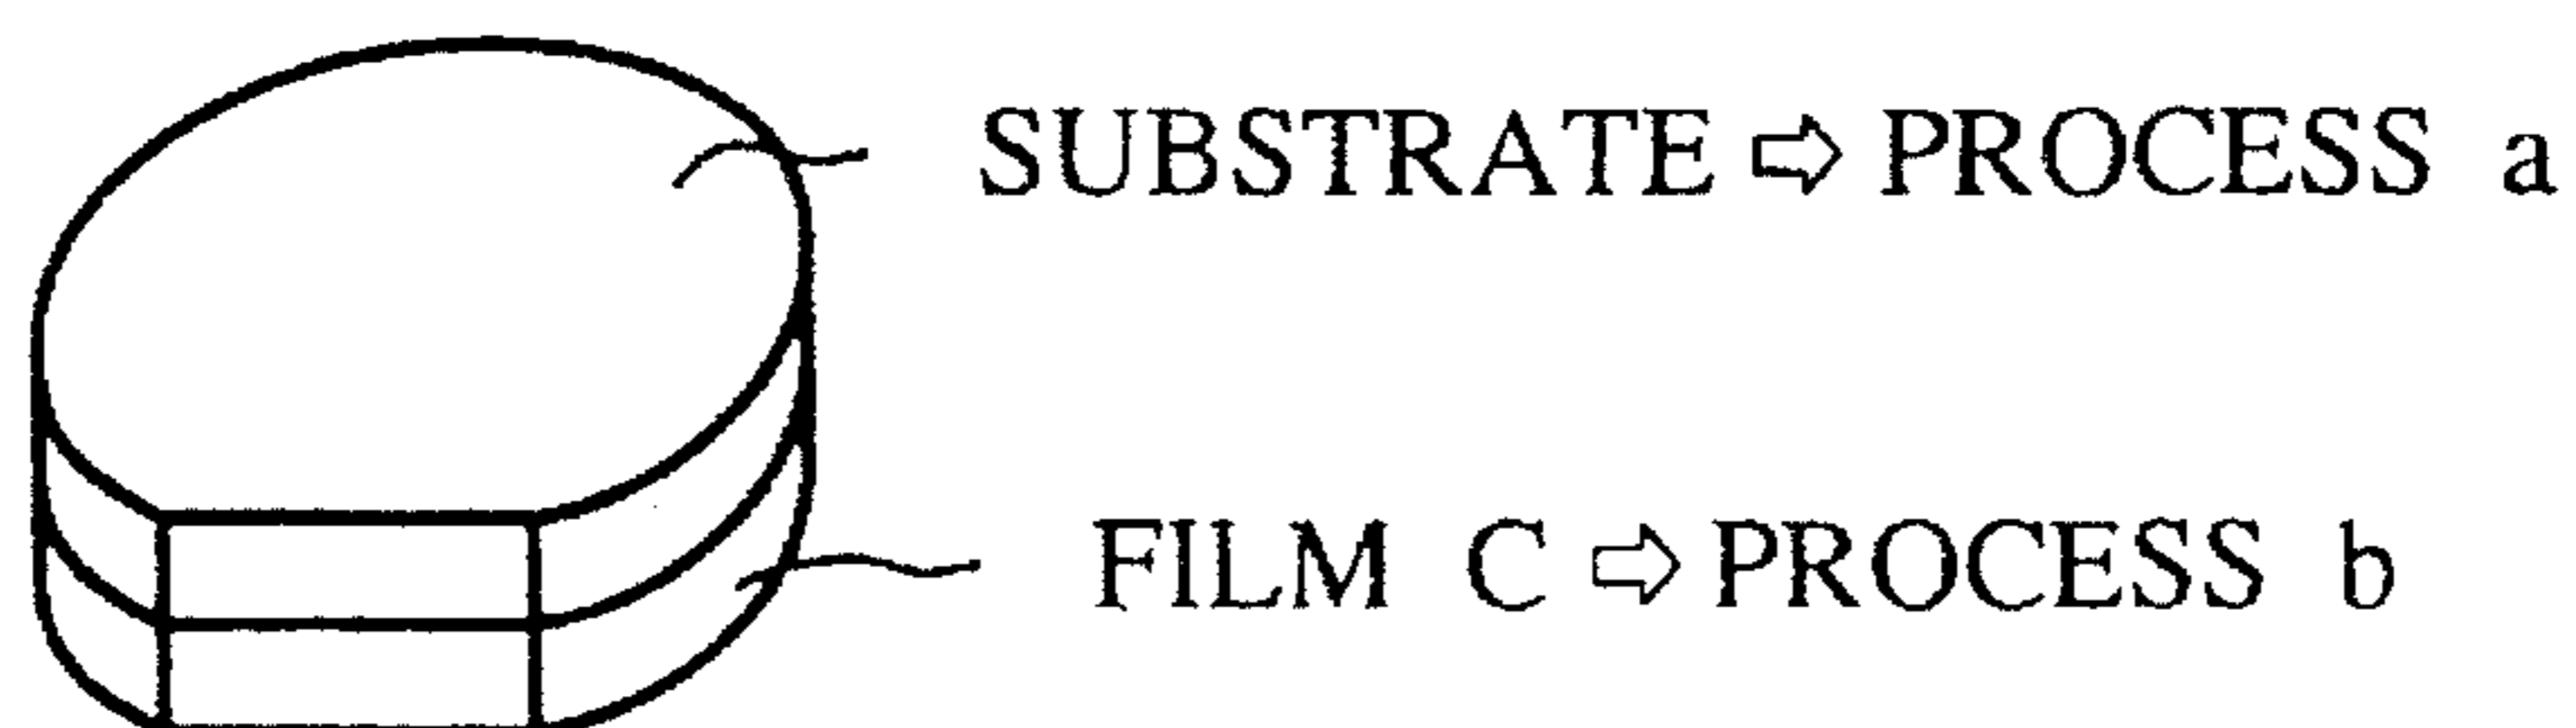 SUBSTRATE ⇨ PROCESS a
FILM C ⇨ PROCESS b